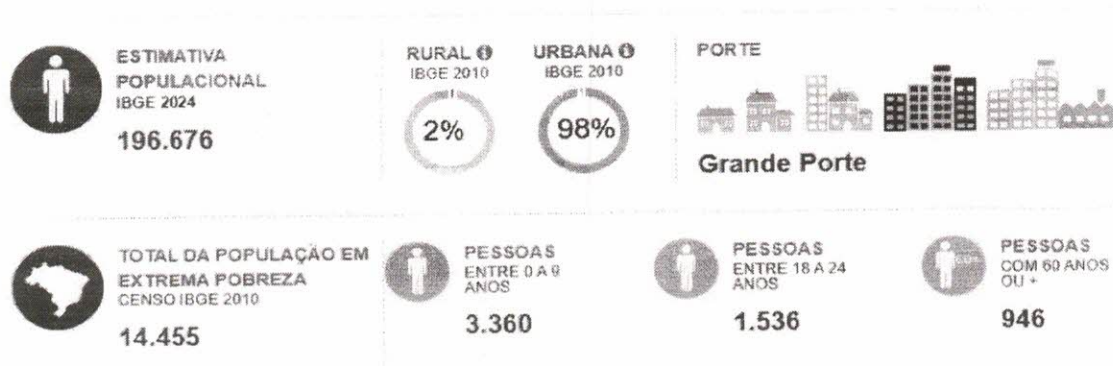 ESTIMATIVA
POPULACIONAL
IBGE 2024
196.676
RURAL
IBGE 2010
2%
URBANA
IBGE 2010
98%
PORTE
Grande Porte
TOTAL DA POPULAÇÃO EM
EXTREMA POBREZA
CENSO IBGE 2010
14.455
PESSOAS
ENTRE 0 A 9
ANOS
3.360
PESSOAS
ENTRE 18 A 24
ANOS
1.536
PESSOAS
COM 60 ANOS
OU +
946